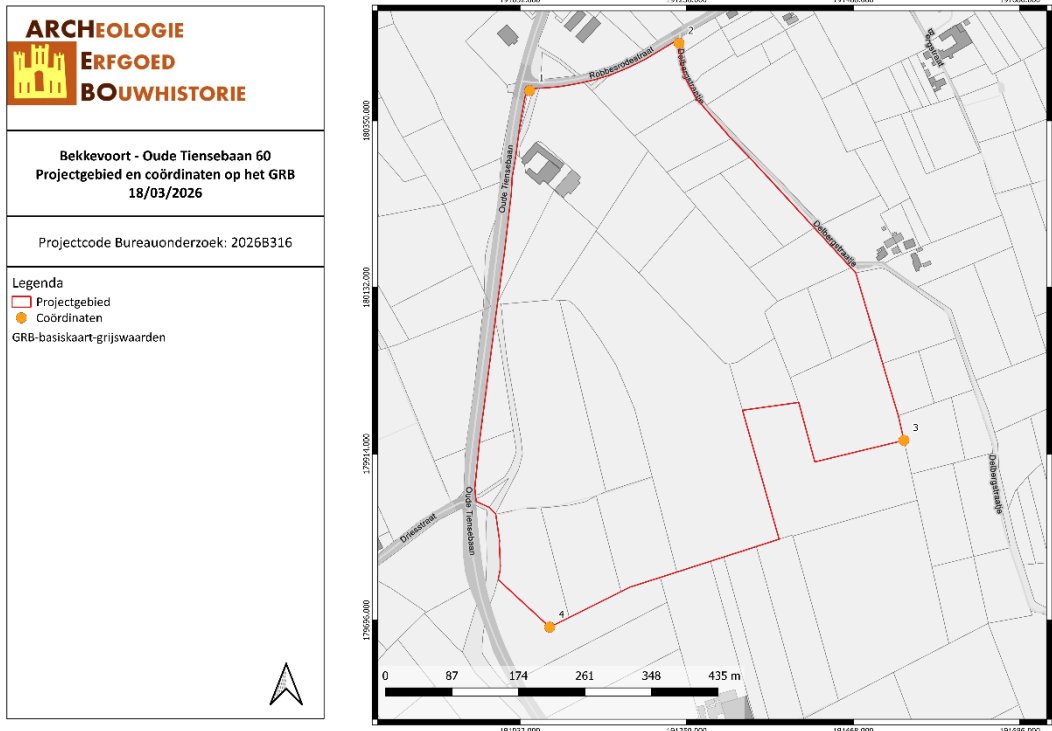 ARCHEOLOGIE
ERFGOED
BOUWHISTORIE
Bekkevoort - Oude Tiensebaan 60
Projectgebied en coördinaten op het GRB
18/03/2026
Projectcode Bureauonderzoek: 2026B316
Legenda
Projectgebied
Coördinaten
GRB-basiskaart-grijswaarden
1
2
3
4
Robbesrodestraat
Delbergstraatje
Oude Tiensebaan
Delbergstraatje
Oude Tiensebaan
Driesstraat
Delbergstraatje
180350.000
180132.000
179914.000
179696.000
0 87 174 261 348 435 m